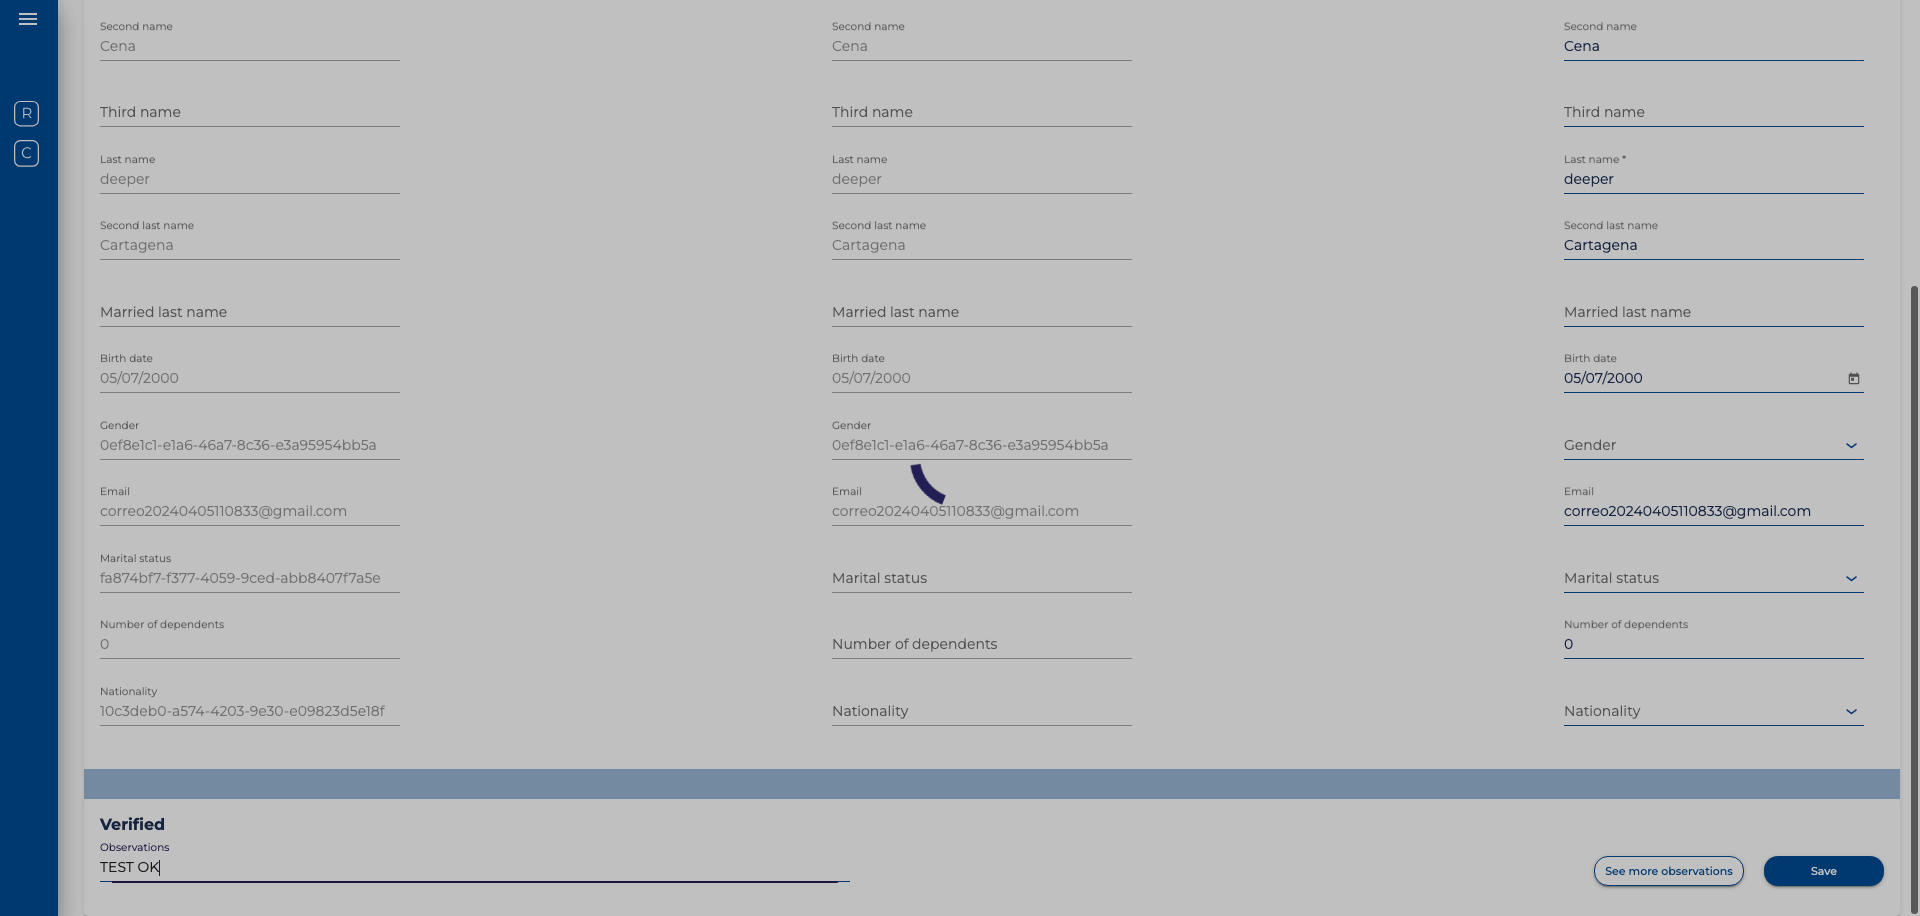 R
C
Second name Second name Second name
Cena Cena Cena
Third name Third name Third name
Last name Last name Last name *
deeper deeper deeper
Second last name Second last name Second last name
Cartagena Cartagena Cartagena
Married last name Married last name Married last name
Birth date Birth date Birth date
05/07/2000 05/07/2000 05/07/2000
Gender Gender
0ef8e1c1-e1a6-46a7-8c36-e3a95954bb5a 0ef8e1c1-e1a6-46a7-8c36-e3a95954bb5a Gender
Email Email Email
correo20240405110833@gmail.com correo20240405110833@gmail.com correo20240405110833@gmail.com
Marital status
fa874bf7-f377-4059-9ced-abb8407f7a5e Marital status Marital status
Number of dependents Number of dependents
0 Number of dependents 0
Nationality
10c3deb0-a574-4203-9e30-e09823d5e18f Nationality Nationality
Verified
Observations
TEST OK
See more observations Save